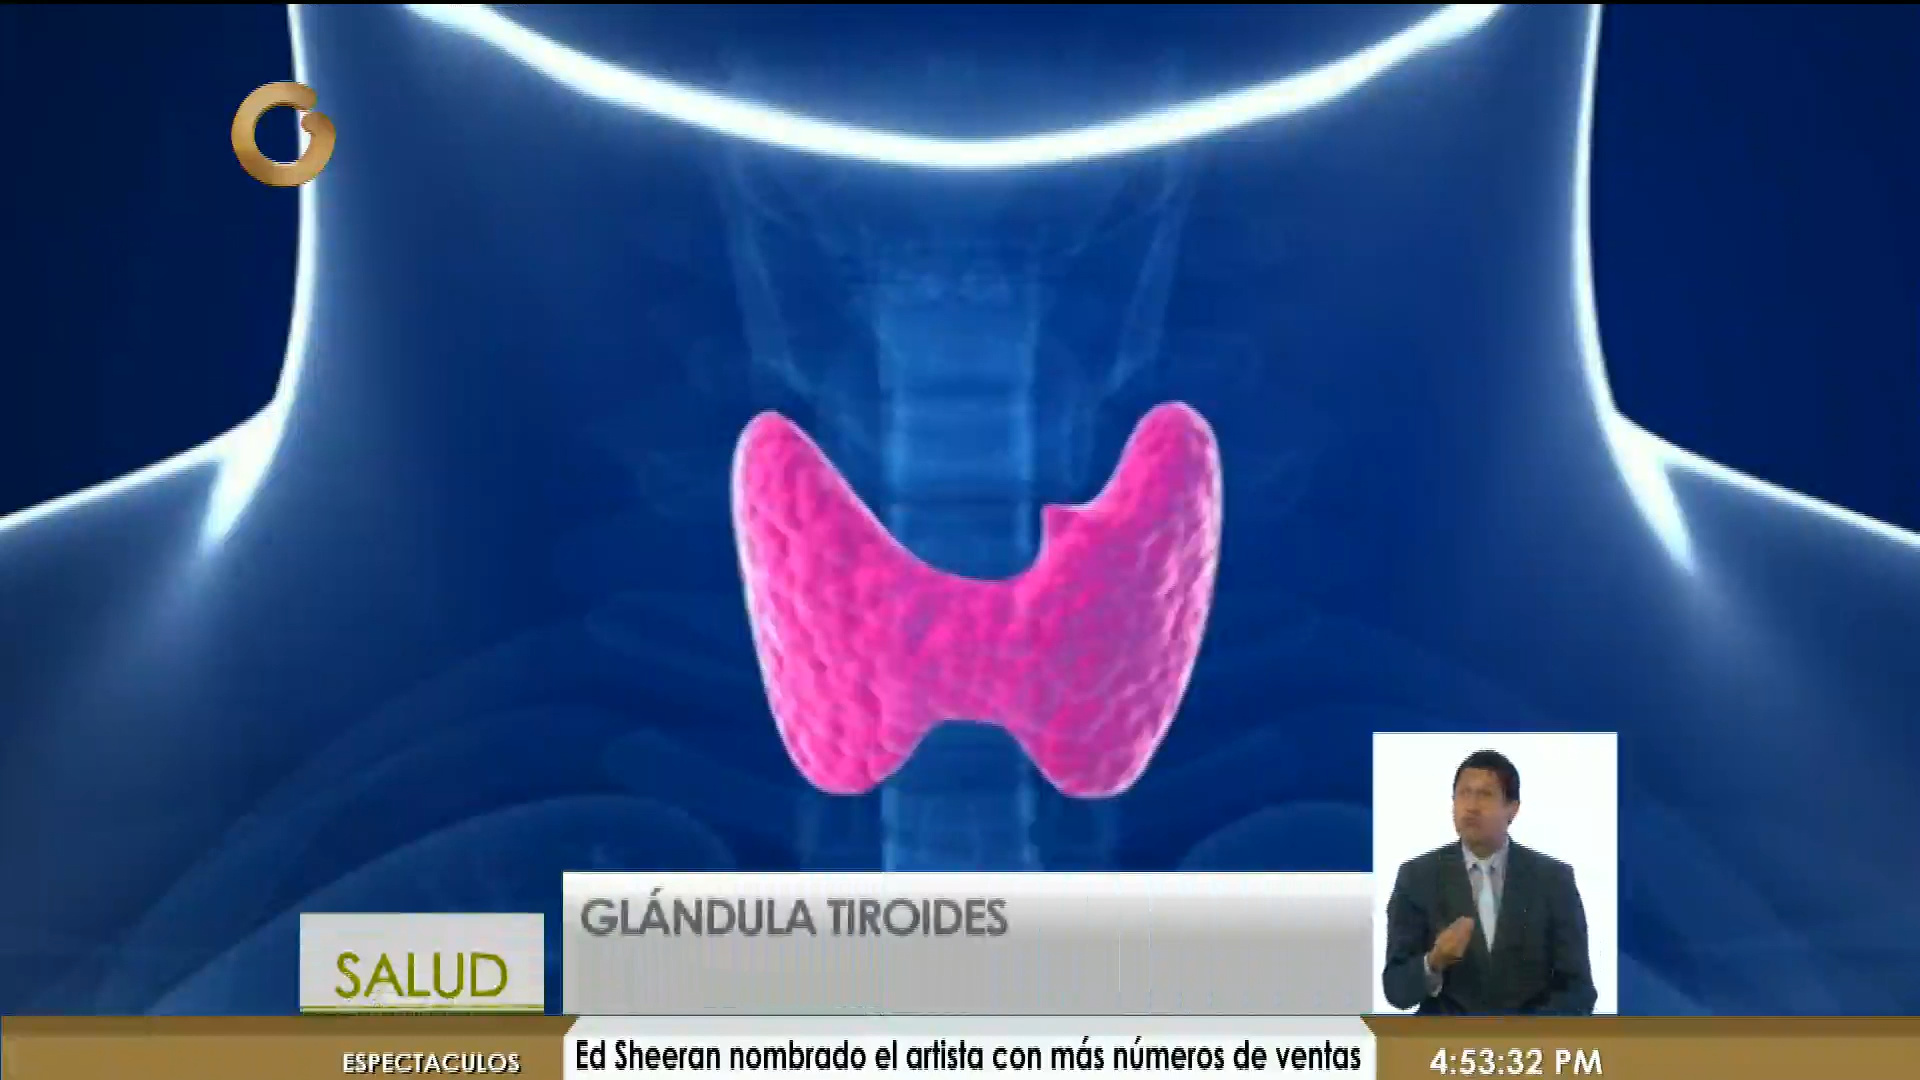 GLÁNDULA TIROIDES
SALUD
ESPECTACULOS
Ed Sheeran nombrado el artista con más números de ventas
4:53:32 PM